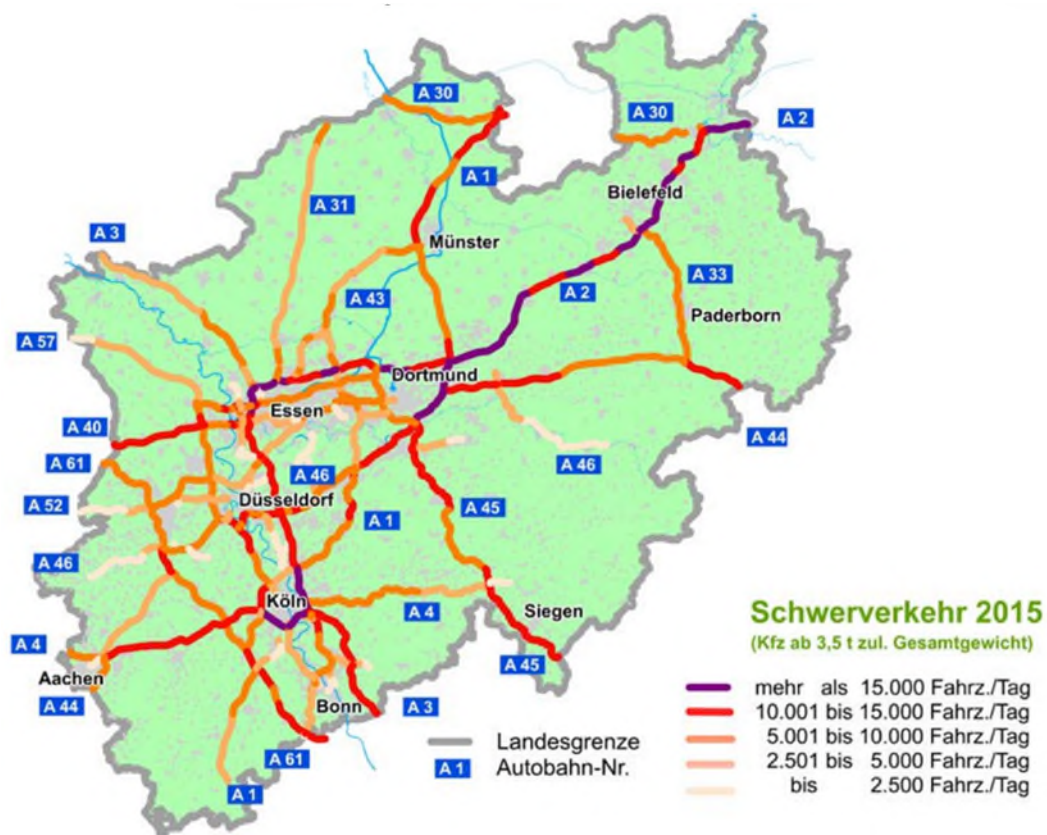 A 30
A 30
A 2
A 1
Bielefeld
A 31
A 3
Münster
A 33
A 43
A 2
Paderborn
A 57
Dortmund
Essen
A 40
A 44
A 61
A 46
A 46
Düsseldorf
A 52
A 45
A 1
A 46
Köln
A 4
Siegen
A 4
A 45
Aachen
A 44
Bonn
A 3
A 61
A 1
Schwerverkehr 2015
(Kfz ab 3,5 t zul. Gesamtgewicht)
mehr als 15.000 Fahrz./Tag
10.001 bis 15.000 Fahrz./Tag
5.001 bis 10.000 Fahrz./Tag
2.501 bis 5.000 Fahrz./Tag
bis 2.500 Fahrz./Tag
Landesgrenze
A 1 Autobahn-Nr.